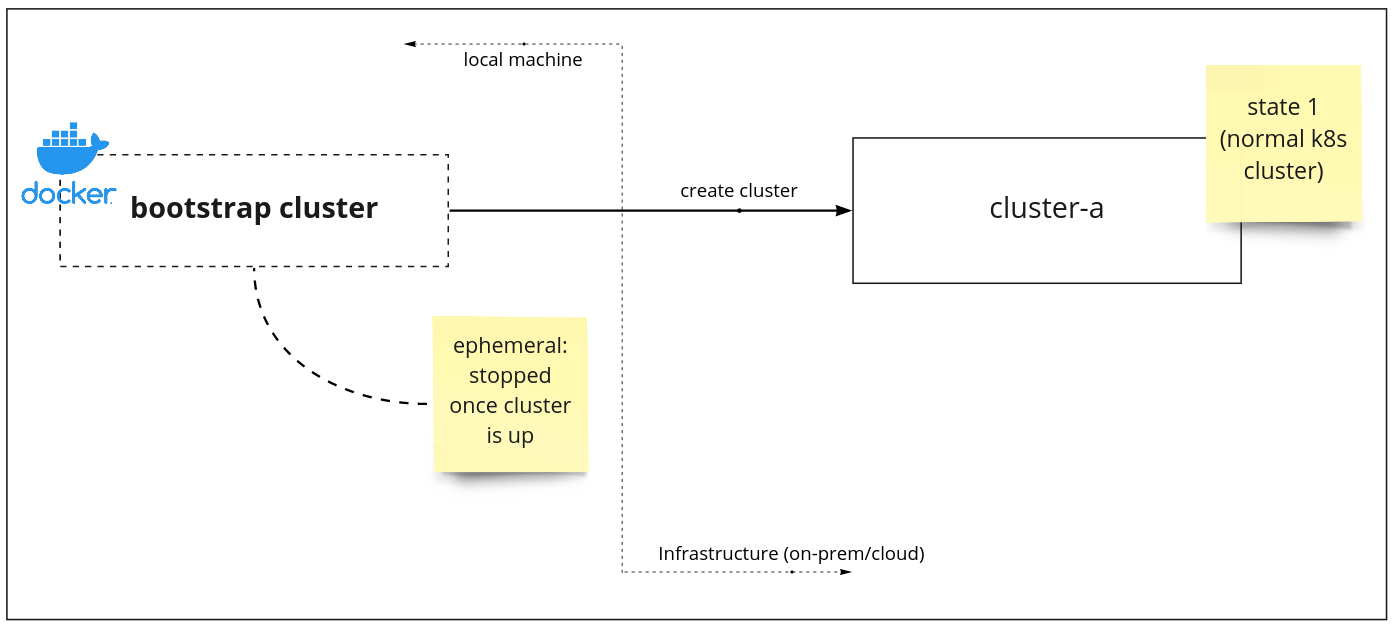 local machine
docker
bootstrap cluster
create cluster
cluster-a
state 1
(normal k8s
cluster)
ephemeral:
stopped
once cluster
is up
Infrastructure (on-prem/cloud)